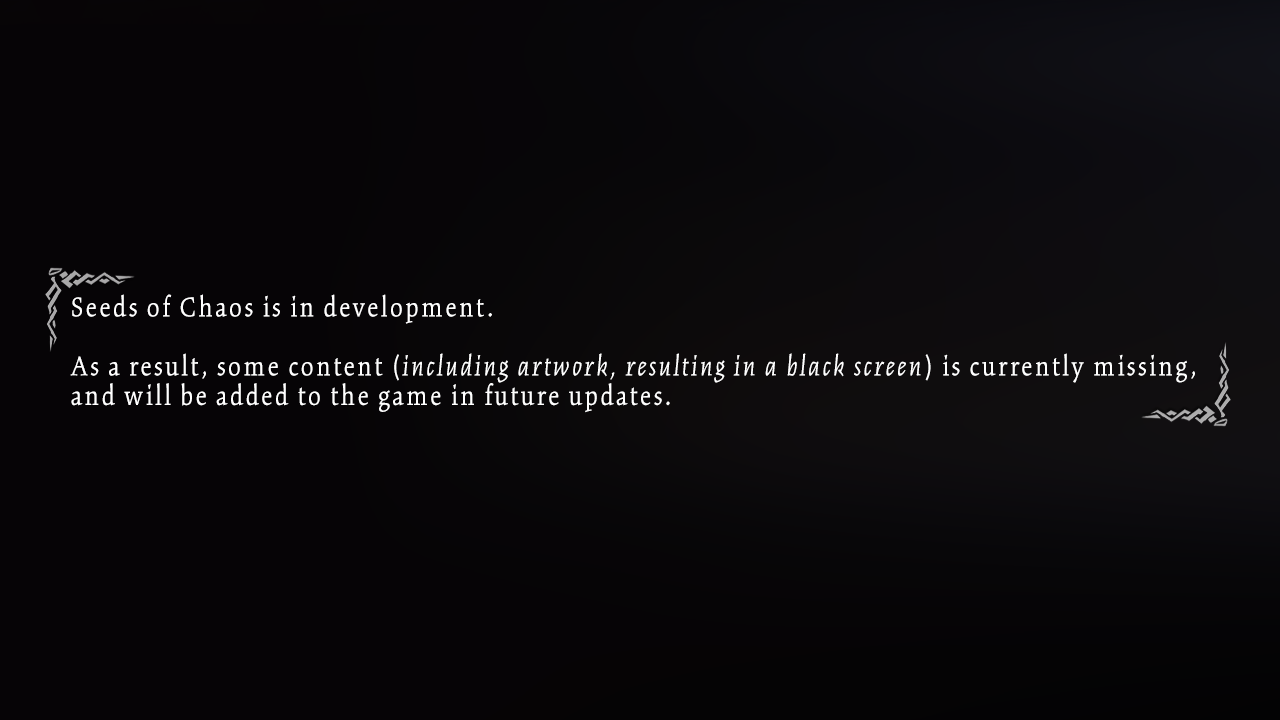 Seeds of Chaos is in development.
As a result, some content (including artwork, resulting in a black screen) is currently missing,
and will be added to the game in future updates.